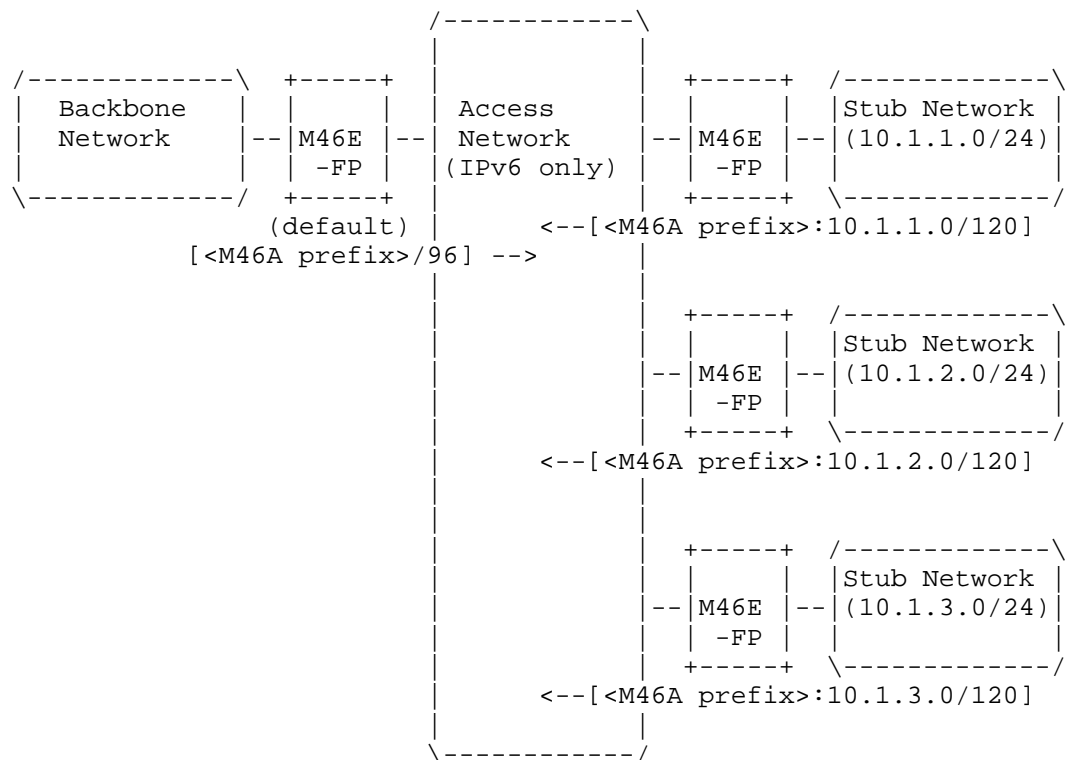 Backbone Access Stub Network
Network M46E Network M46E (10.1.1.0/24)
-FP (IPv6 only) -FP
(default) <--[<M46A prefix>:10.1.1.0/120]
[<M46A prefix>/96] -->
Stub Network
M46E (10.1.2.0/24)
-FP
<--[<M46A prefix>:10.1.2.0/120]
Stub Network
M46E (10.1.3.0/24)
-FP
<--[<M46A prefix>:10.1.3.0/120]